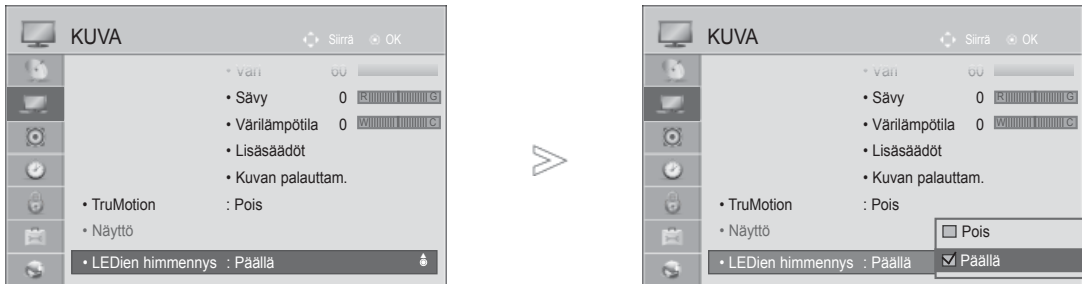 KUVA
Siirrä OK
• Väri 60
• Sävy 0 R G
• Värilämpötila 0 W C
• Lisäsäädöt
• Kuvan palauttam.
• TruMotion : Pois
• Näyttö
• LEDien himmennys : Päällä
KUVA
Siirrä OK
• Väri 60
• Sävy 0 R G
• Värilämpötila 0 W C
• Lisäsäädöt
• Kuvan palauttam.
• TruMotion : Pois
• Näyttö
• LEDien himmennys : Päällä
Pois
Päällä